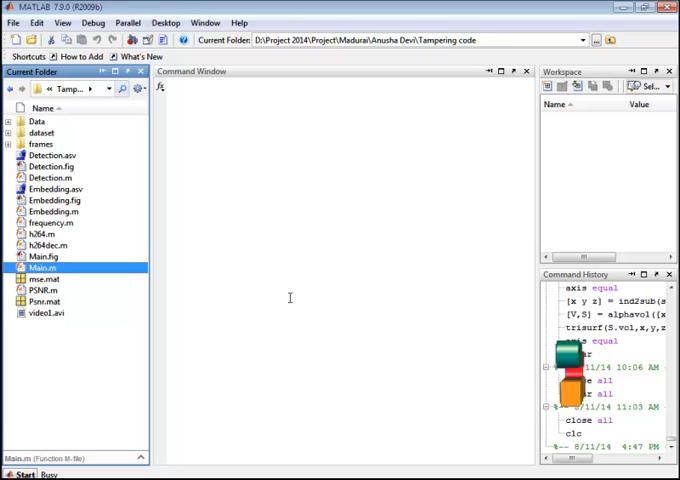 MATLAB 7.9.0 (R2009b)
File Edit View Debug Parallel Desktop Window Help
Current Folder: D:\Project 2014\Project\Madurai\Anusha Devi\Tampering code
Shortcuts How to Add What's New
Current Folder
« Tamp...
Name
Data
dataset
frames
Detection.asv
Detection.fig
Detection.m
Embedding.asv
Embedding.fig
Embedding.m
frequency.m
h264.m
h264dec.m
Main.fig
Main.m
mse.mat
PSNR.m
Psnr.mat
video1.avi
Main.m (Function M-file)
Start Busy
Command Window
fx
Workspace
Sel...
Name Value
Command History
axis equal
[x y z] = ind2sub(s
[V,S] = alphavol([x
trisurf(S.vol,x,y,z
axis equal
/11/14 10:06 AM
all
all
%-- 8/11/14 11:03 AM
close all
clc
%-- 8/11/14 4:47 PM